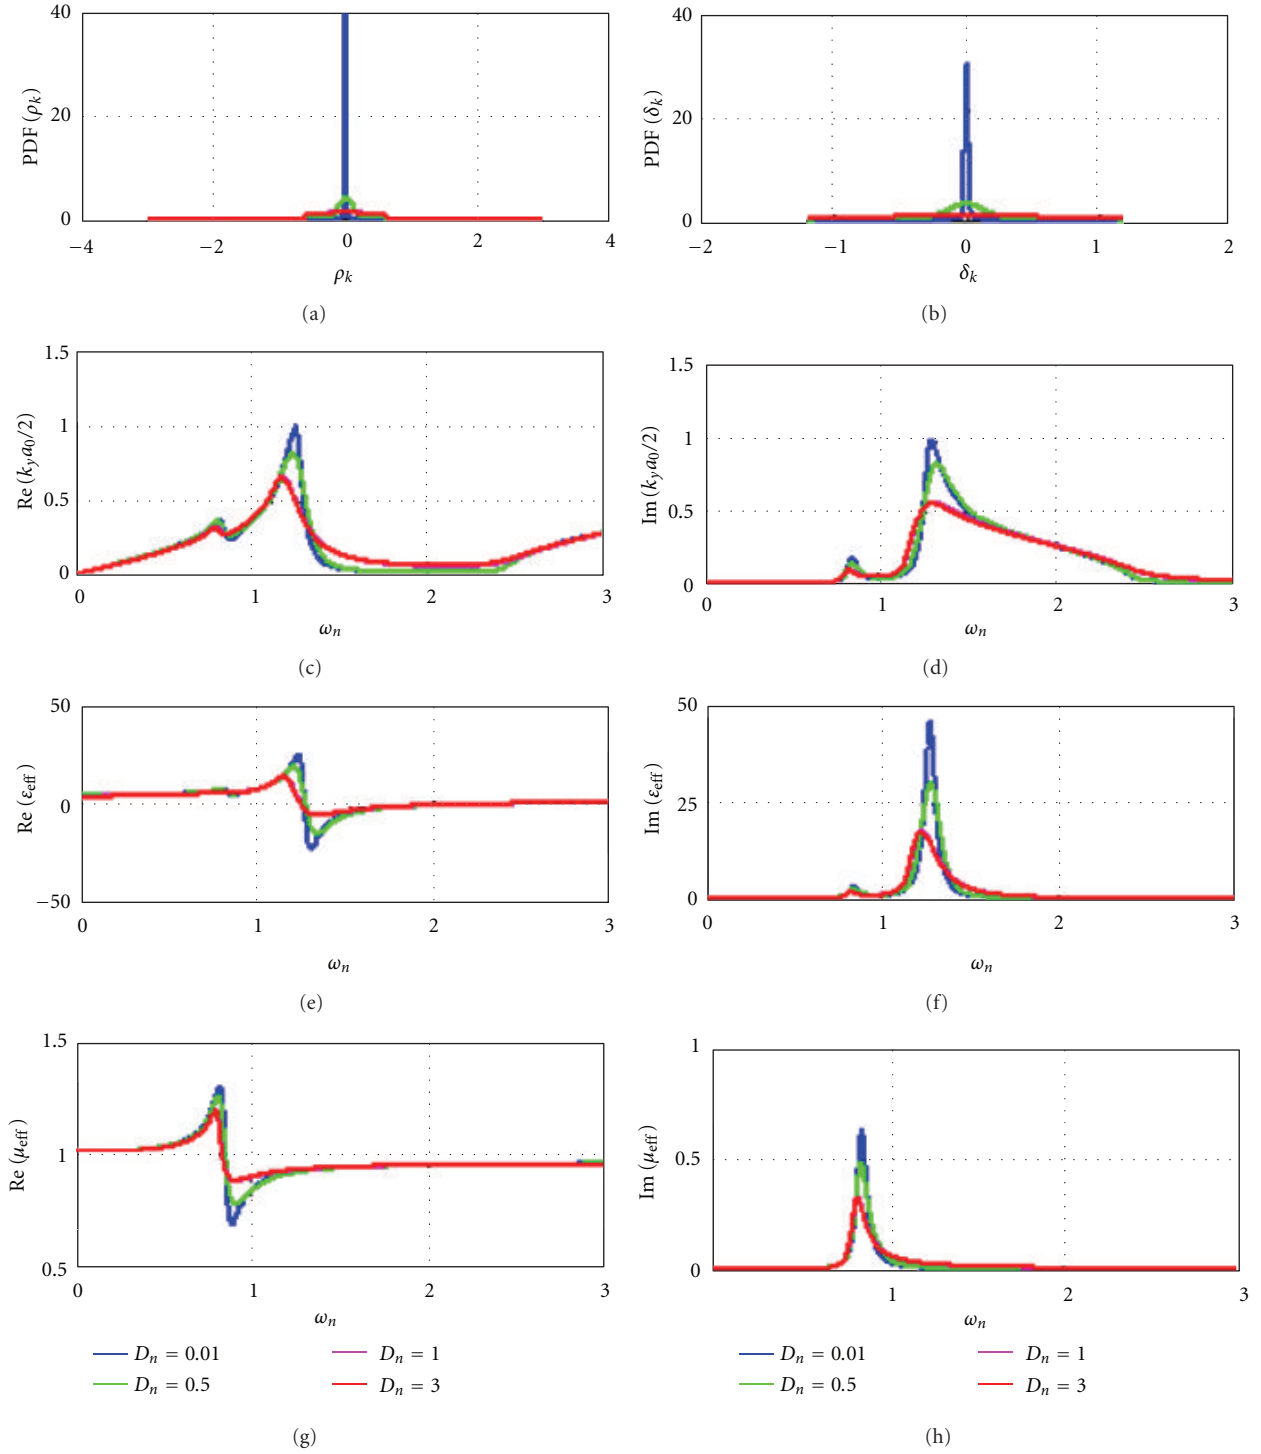 40
20
0
−4 −2 0 2 4
PDF (ρk)
ρk
(a)
40
20
0
−2 −1 0 1 2
PDF (δk)
δk
(b)
1.5
1
0.5
0
0 1 2 3
Re (kya0/2)
ωn
(c)
1.5
1
0.5
0
0 1 2 3
Im (kya0/2)
ωn
(d)
50
0
−50
0 1 2 3
Re (εeff)
ωn
(e)
50
25
0
0 1 2 3
Im (εeff)
ωn
(f)
1.5
1
0.5
0 1 2 3
Re (μeff)
ωn
Dn = 0.01 Dn = 1
Dn = 0.5 Dn = 3
(g)
1
0.5
0
1 2 3
Im (μeff)
ωn
Dn = 0.01 Dn = 1
Dn = 0.5 Dn = 3
(h)